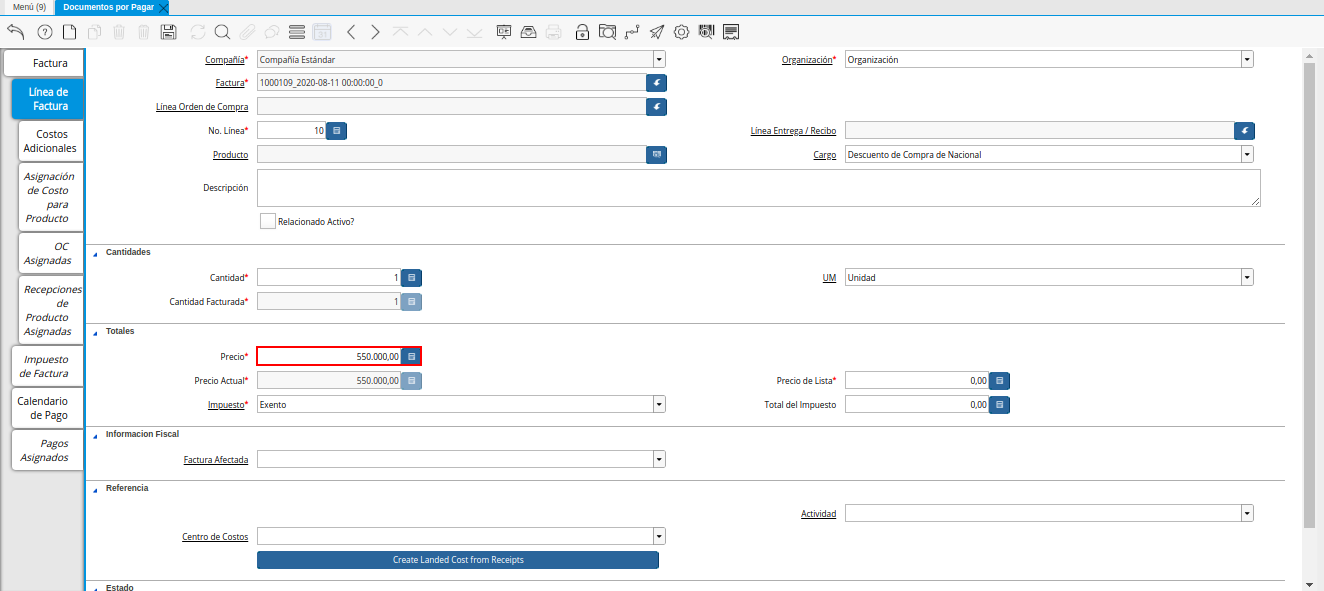 Menú (9) Documentos por Pagar
Factura
Línea de
Factura
Costos
Adicionales
Asignación
de Costo
para
Producto
OC
Asignadas
Recepciones
de
Producto
Asignadas
Impuesto
de Factura
Calendario
de Pago
Pagos
Asignados
Compañía* Compañía Estándar Organización* Organización
Factura* 1000109_2020-08-11 00:00:00_0
Línea Orden de Compra
No. Línea* 10 Línea Entrega / Recibo
Producto Cargo Descuento de Compra de Nacional
Descripción
Relacionado Activo?
Cantidades
Cantidad* 1 UM Unidad
Cantidad Facturada* 1
Totales
Precio* 550.000,00
Precio Actual* 550.000,00 Precio de Lista* 0,00
Impuesto* Exento Total del Impuesto 0,00
Informacion Fiscal
Factura Afectada
Referencia
Actividad
Centro de Costos
Create Landed Cost from Receipts
Estado